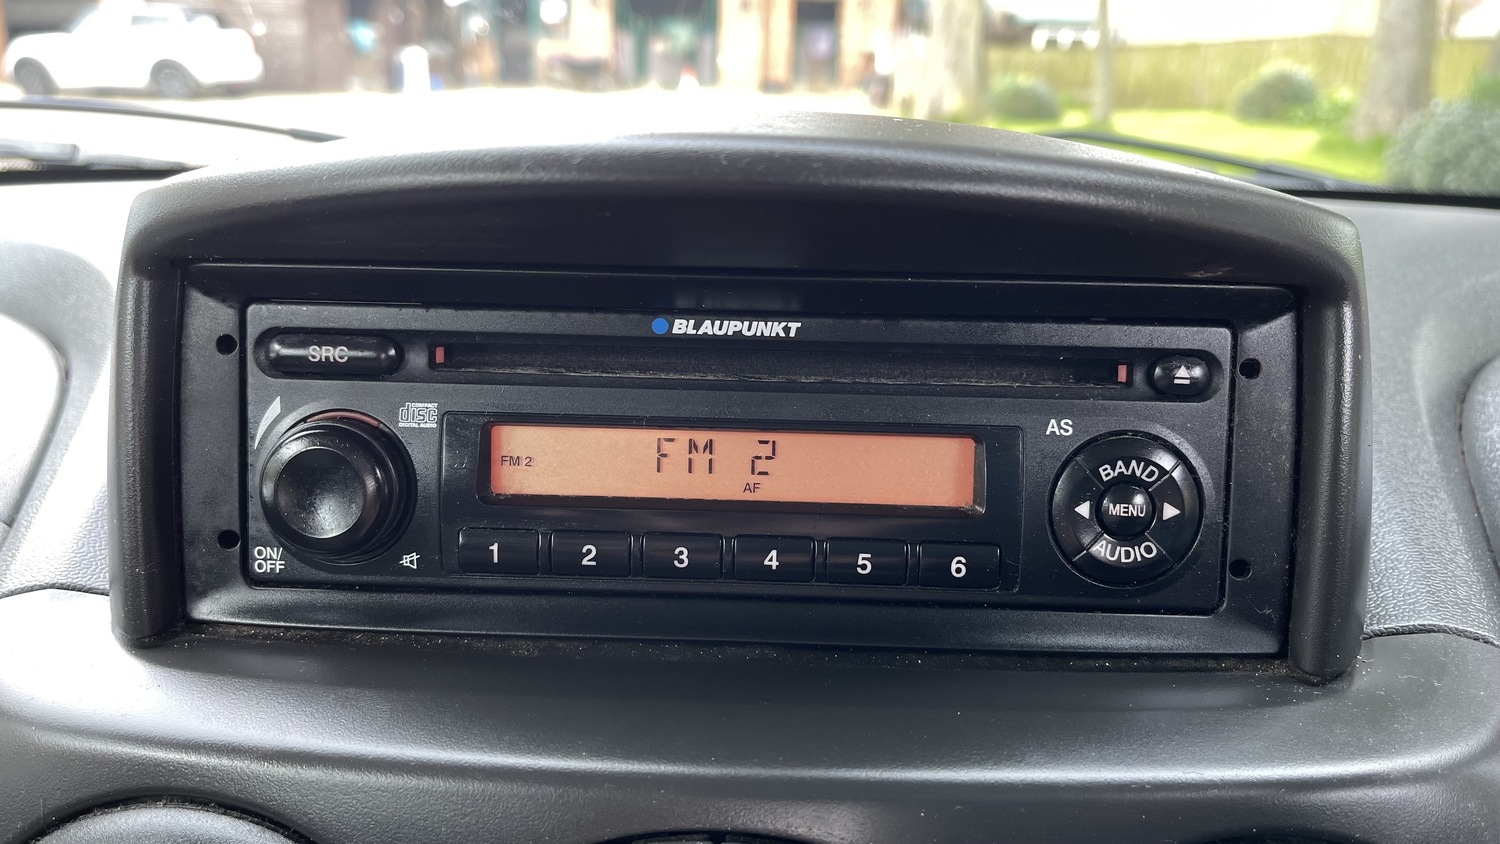 BLAUPUNKT
SRC
COMPACT
disc
DIGITAL AUDIO
AS
FM 2
FM 2
AF
BAND
MENU
AUDIO
ON/
OFF
1 2 3 4 5 6